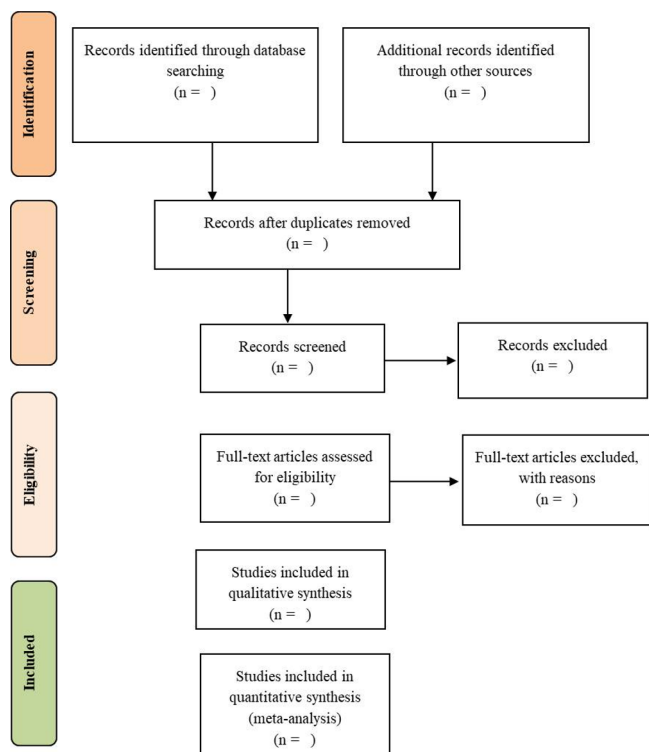 Identification
Records identified through database
searching
(n =   )
Additional records identified
through other sources
(n =   )
Screening
Records after duplicates removed
(n =   )
Records screened
(n =   )
Records excluded
(n =   )
Eligibility
Full-text articles assessed
for eligibility
(n =   )
Full-text articles excluded,
with reasons
(n =   )
Included
Studies included in
qualitative synthesis
(n =   )
Studies included in
quantitative synthesis
(meta-analysis)
(n =   )